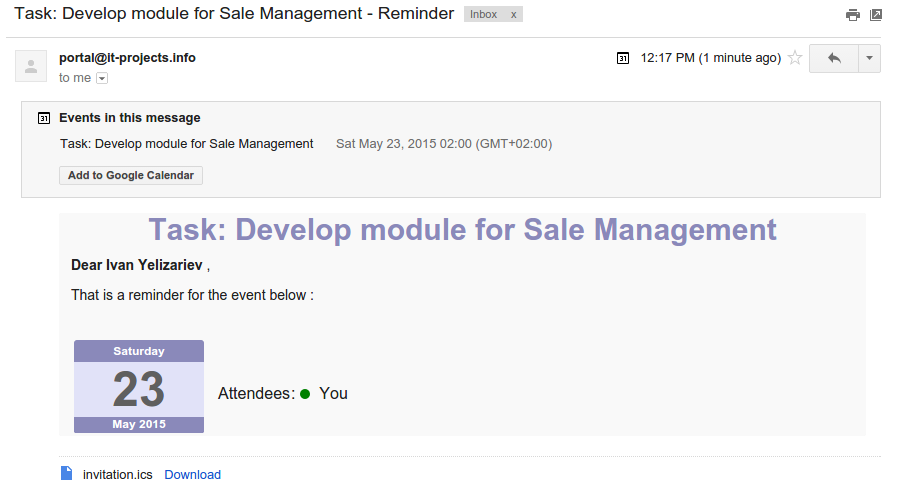 Task: Develop module for Sale Management - Reminder Inbox x
portal@it-projects.info
31 12:17 PM (1 minute ago)
to me
31 Events in this message
Task: Develop module for Sale Management Sat May 23, 2015 02:00 (GMT+02:00)
Add to Google Calendar
Task: Develop module for Sale Management
Dear Ivan Yelizariev ,
That is a reminder for the event below :
Saturday
23
May 2015
Attendees: You
invitation.ics Download